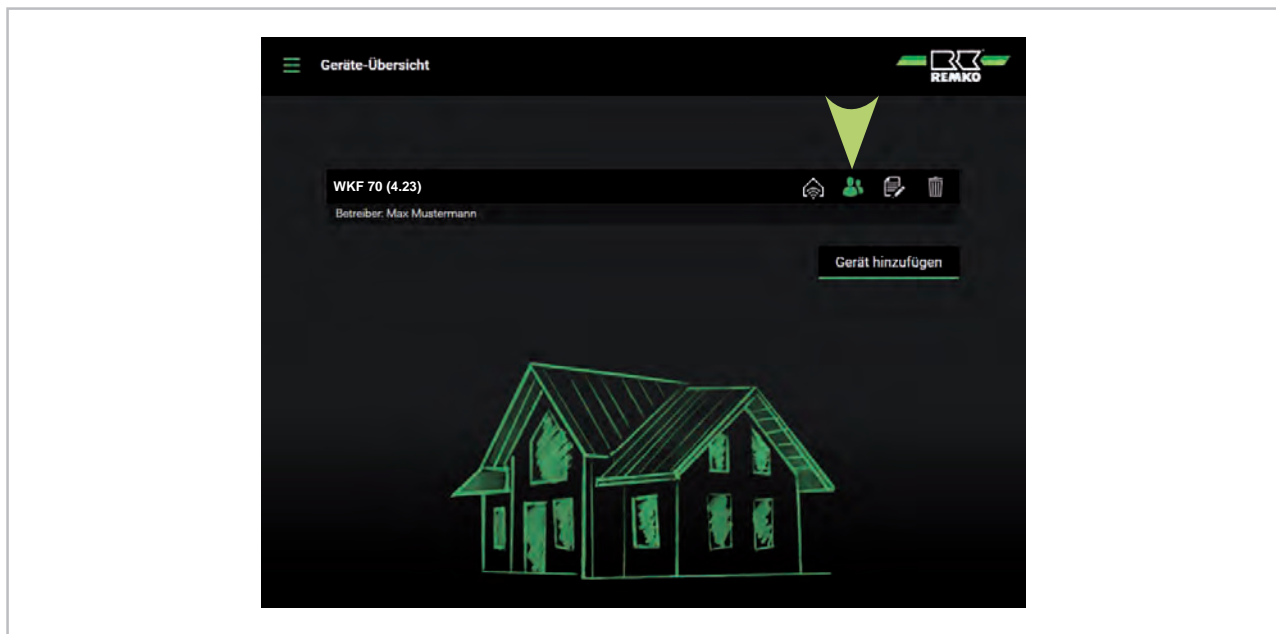 Geräte-Übersicht
REMKO
WKF 70 (4.23)
Betreiber: Max Mustermann
Gerät hinzufügen